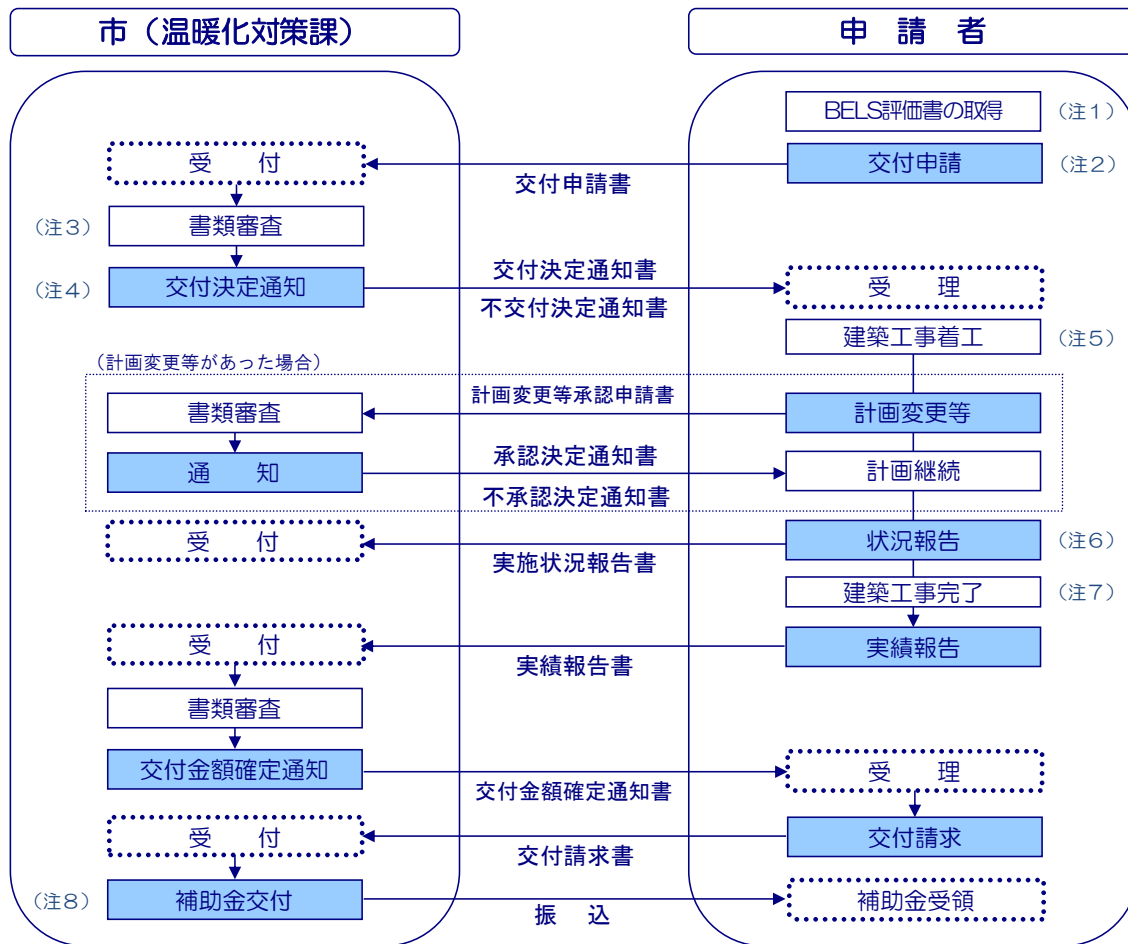 市（温暖化対策課）
申　請　者
BELS評価書の取得
（注１）
受　　付
交付申請書
交付申請
（注２）
（注３）
書類審査
（注４）
交付決定通知
交付決定通知書
不交付決定通知書
受　　理
建築工事着工
（注５）
（計画変更等があった場合）
書類審査
計画変更等承認申請書
計画変更等
通　　知
承認決定通知書
不承認決定通知書
計画継続
受　　付
実施状況報告書
状況報告
（注６）
建築工事完了
（注７）
受　　付
実績報告書
実績報告
書類審査
交付金額確定通知
交付金額確定通知書
受　　理
受　　付
交付請求書
交付請求
（注８）
補助金交付
振　込
補助金受領